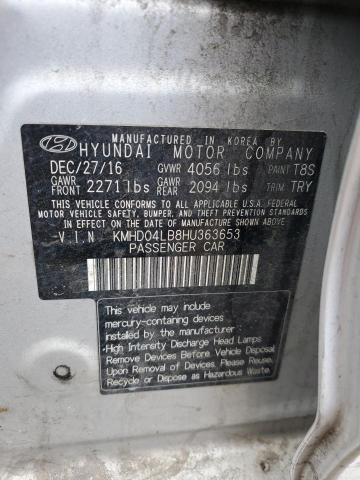 MANUFACTURED IN KOREA BY
HYUNDAI MOTOR COMPANY
DEC/27/16 GVWR 4056 lbs PAINT T8S
GAWR FRONT 2271 lbs GAWR REAR 2094 lbs TRIM TRY
THIS VEHICLE CONFORMS TO ALL APPLICABLE U.S.A FEDERAL
MOTOR VEHICLE SAFETY, BUMPER, AND THEFT PREVENTION
STANDARDS IN EFFECT ON THE DATE OF MANUFACTURE SHOWN ABOVE.
V I N KMHD04LB8HU363653
PASSENGER CAR
This vehicle may include
mercury-containing devices
installed by the manufacturer
High Intensity Discharge Head Lamps
Remove Devices Before Vehicle Disposal
Upon Removal of Devices, Please Reuse,
Recycle or Dispose as Hazardous Waste.